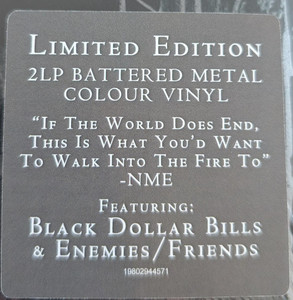 Limited Edition
2LP Battered Metal
Colour Vinyl
“If The World Does End,
This Is What You’d Want
To Walk Into The Fire To”
-NME
Featuring:
Black Dollar Bills
& Enemies/Friends
19802944571